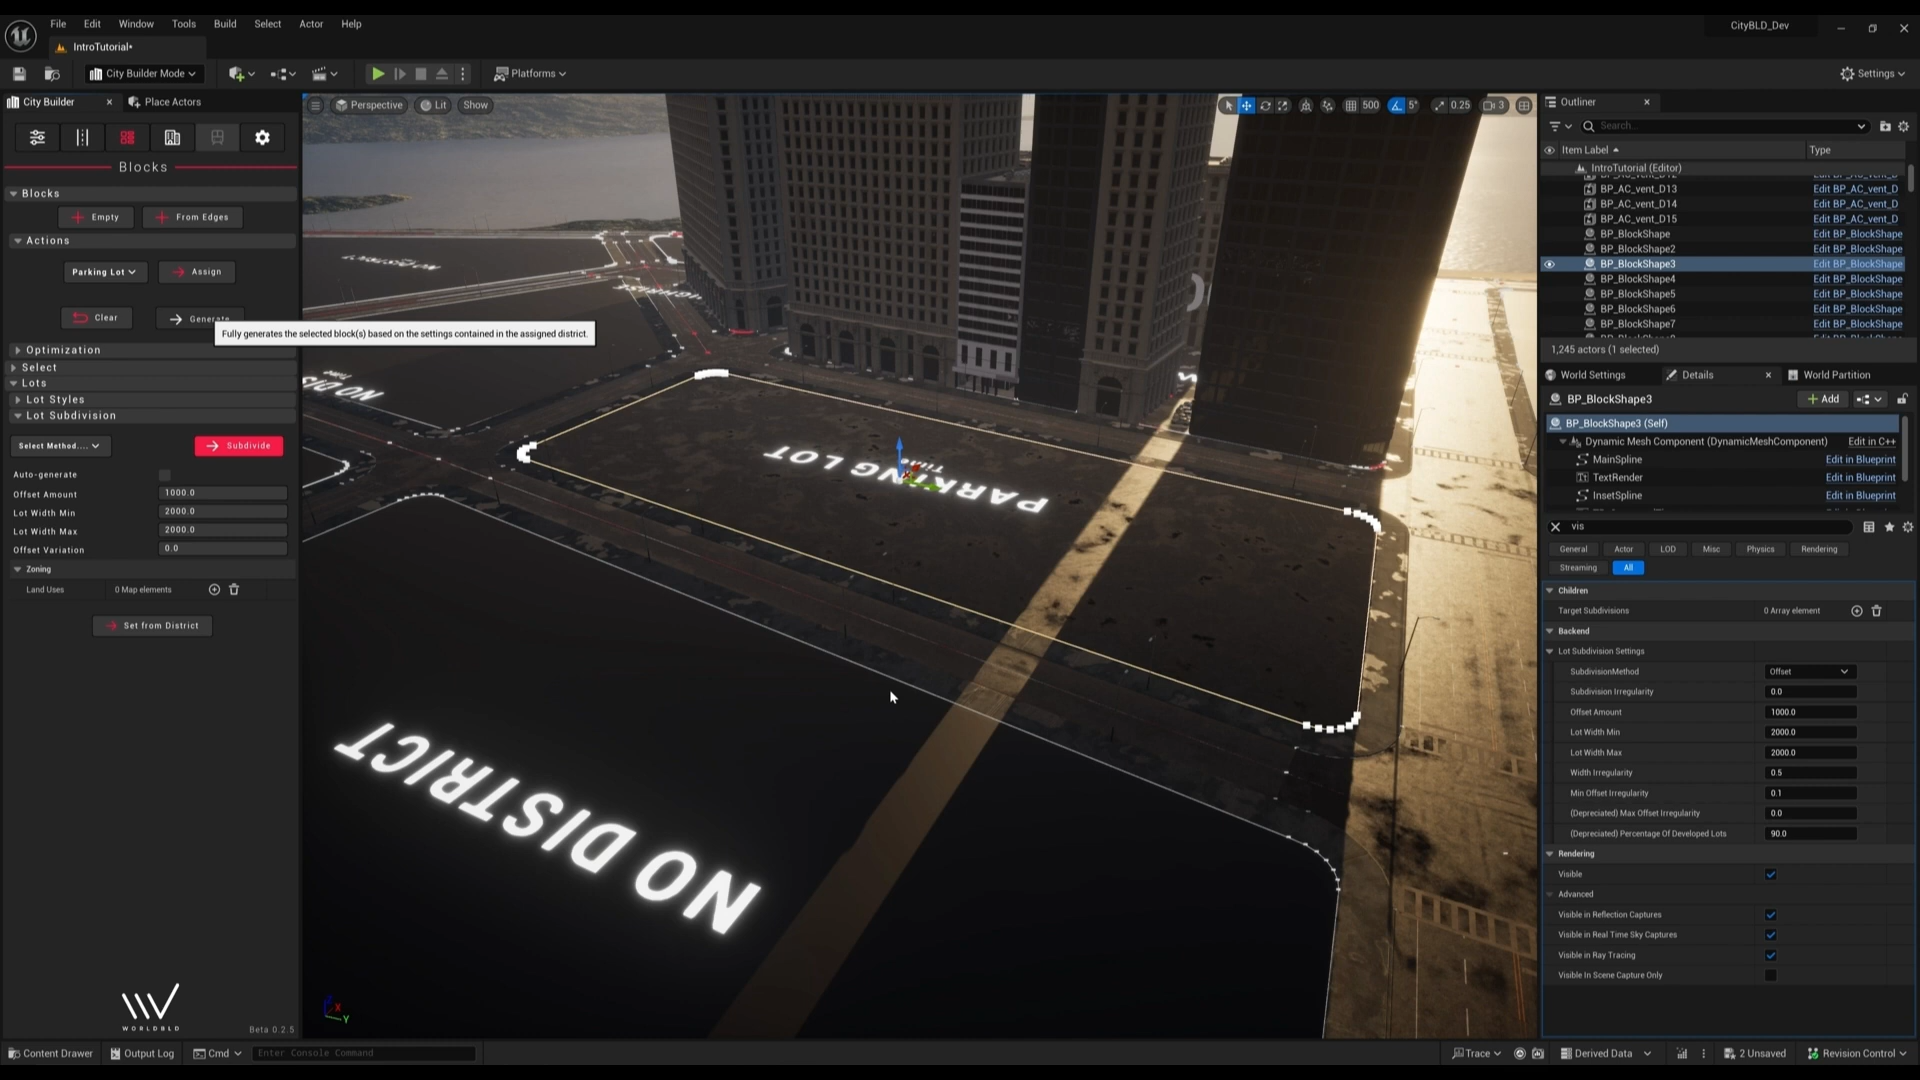 File Edit Window Tools Build Select Actor Help
CityBLD_Dev
IntroTutorial*
City Builder Mode
Platforms
Settings
City Builder
Place Actors
Blocks
Blocks
Empty
From Edges
Actions
Parking Lot
Assign
Clear
Generate
Fully generates the selected block(s) based on the settings contained in the assigned district.
Optimization
Select
Lots
Lot Styles
Lot Subdivision
Select Method....
Subdivide
Auto-generate
Offset Amount 1000.0
Lot Width Min 2000.0
Lot Width Max 2000.0
Offset Variation 0.0
Zoning
Land Uses 0 Map elements
Set from District
WORLDBLD
Beta 0.2.5
Perspective
Lit
Show
500
5°
0.25
3
PARKING LOT
NO DISTRICT
Outliner
Search...
Item Label Type
IntroTutorial (Editor)
BP_AC_vent_D12 Edit BP_AC_vent_D
BP_AC_vent_D13 Edit BP_AC_vent_D
BP_AC_vent_D14 Edit BP_AC_vent_D
BP_AC_vent_D15 Edit BP_AC_vent_D
BP_BlockShape Edit BP_BlockShape
BP_BlockShape2 Edit BP_BlockShape
BP_BlockShape3 Edit BP_BlockShape
BP_BlockShape4 Edit BP_BlockShape
BP_BlockShape5 Edit BP_BlockShape
BP_BlockShape6 Edit BP_BlockShape
BP_BlockShape7 Edit BP_BlockShape
1,245 actors (1 selected)
World Settings
Details
World Partition
BP_BlockShape3
Add
BP_BlockShape3 (Self)
Dynamic Mesh Component (DynamicMeshComponent) Edit in C++
MainSpline Edit in Blueprint
TextRender Edit in Blueprint
InsetSpline Edit in Blueprint
vis
General Actor LOD Misc Physics Rendering
Streaming All
Children
Target Subdivisions 0 Array element
Backend
Lot Subdivision Settings
SubdivisionMethod Offset
Subdivision Irregularity 0.0
Offset Amount 1000.0
Lot Width Min 2000.0
Lot Width Max 2000.0
Width Irregularity 0.5
Min Offset Irregularity 0.1
(Depreciated) Max Offset Irregularity 0.0
(Depreciated) Percentage Of Developed Lots 90.0
Rendering
Visible
Advanced
Visible in Reflection Captures
Visible in Real Time Sky Captures
Visible in Ray Tracing
Visible In Scene Capture Only
Content Drawer
Output Log
Cmd
Enter Console Command
Trace
Derived Data
2 Unsaved
Revision Control